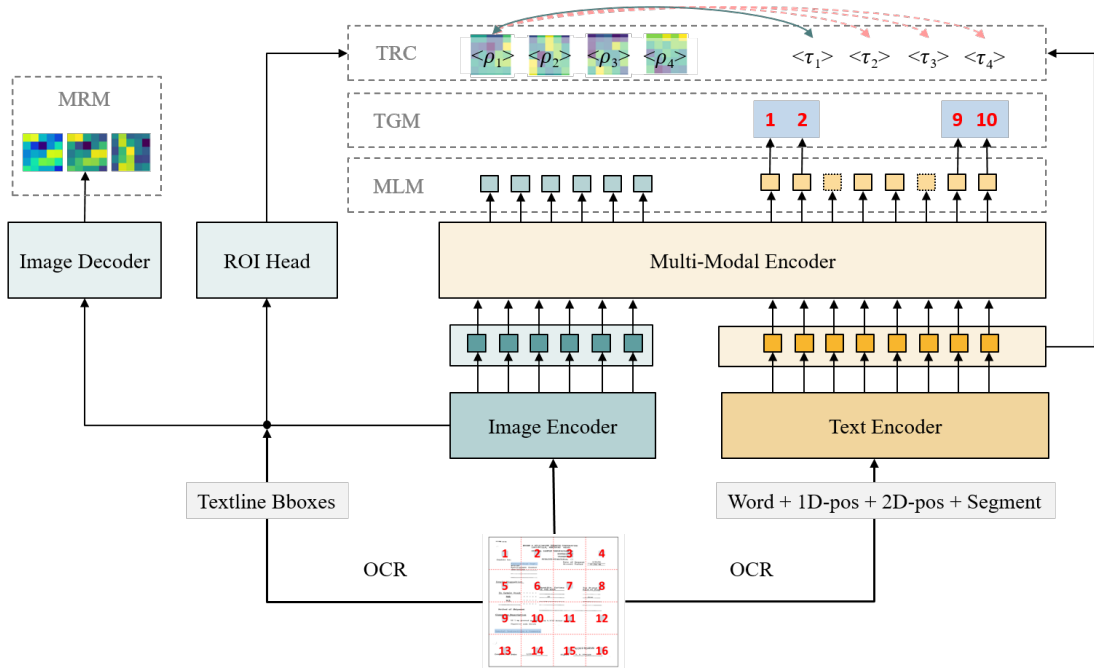 TRC <ρ1> <ρ2> <ρ3> <ρ4> <τ1> <τ2> <τ3> <τ4>
MRM
TGM 1 2 9 10
MLM
Image Decoder ROI Head Multi-Modal Encoder
Image Encoder Text Encoder
Textline Bboxes Word + 1D-pos + 2D-pos + Segment
OCR OCR
1 2 3 4
5 6 7 8
9 10 11 12
13 14 15 16